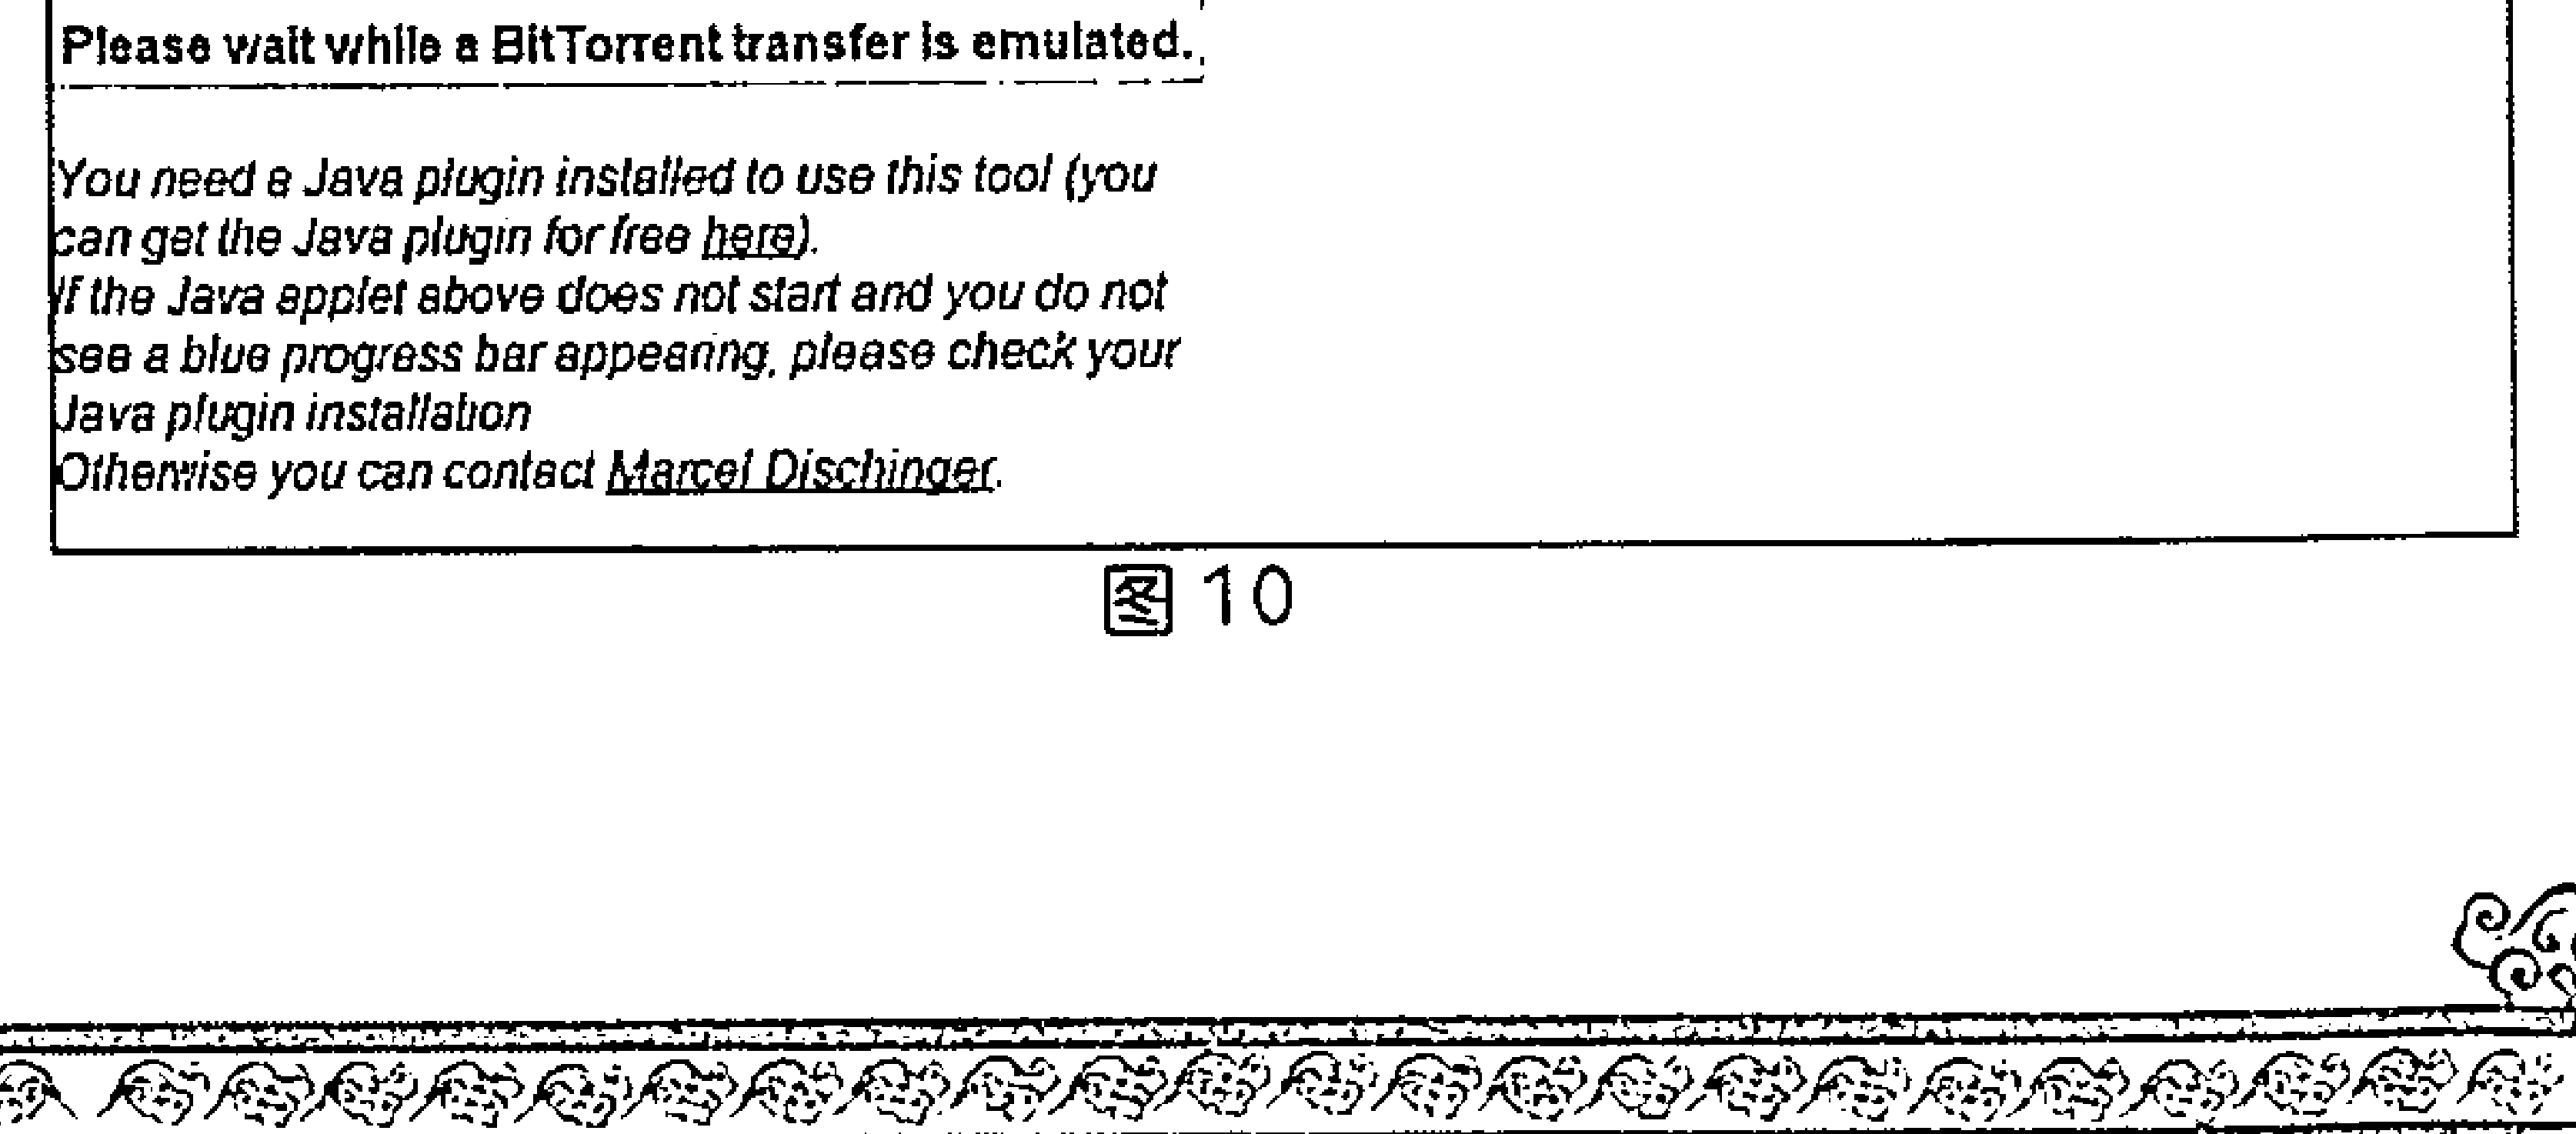 Please wait while a BitTorrent transfer is emulated.
You need a Java plugin installed to use this tool (you
can get the Java plugin for free here).
If the Java applet above does not start and you do not
see a blue progress bar appearing, please check your
Java plugin installation
Otherwise you can contact Marcel Dischinger.
图 10